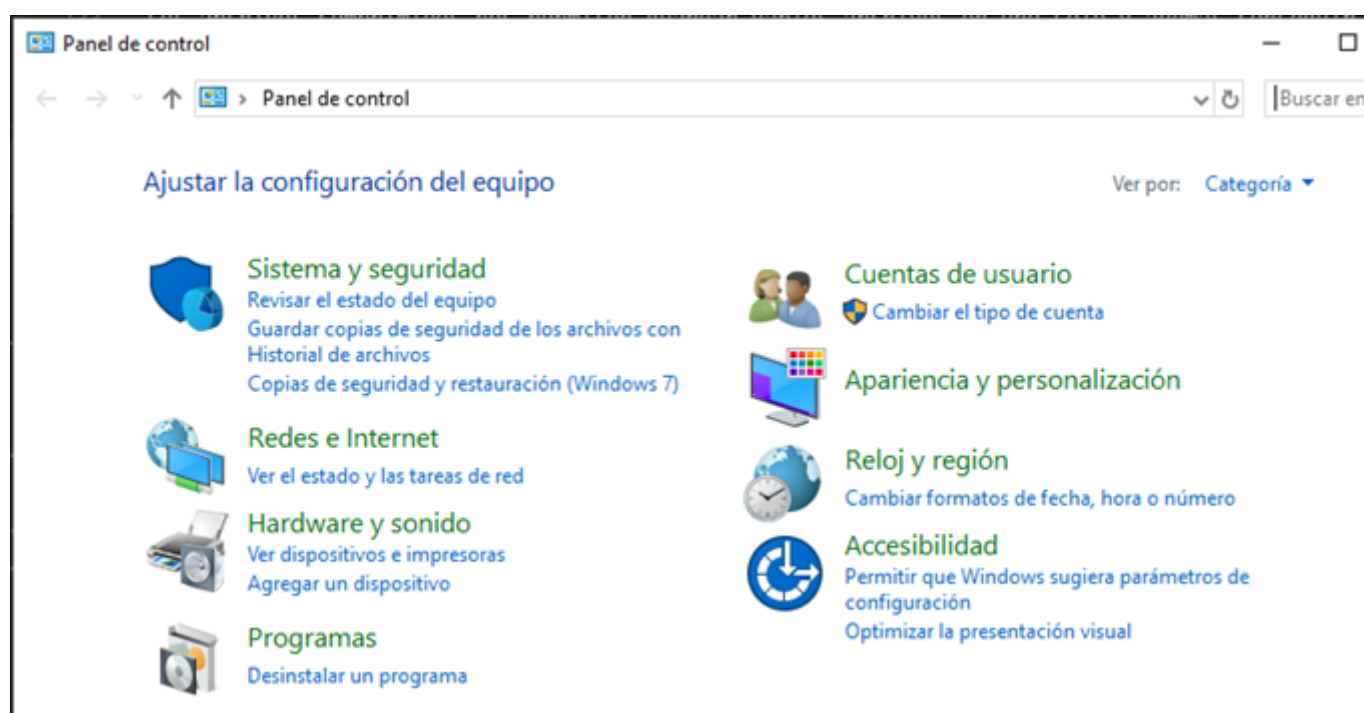 Panel de control
Panel de control
Buscar en
Ajustar la configuración del equipo
Ver por: Categoría
Sistema y seguridad
Revisar el estado del equipo
Guardar copias de seguridad de los archivos con
Historial de archivos
Copias de seguridad y restauración (Windows 7)
Redes e Internet
Ver el estado y las tareas de red
Hardware y sonido
Ver dispositivos e impresoras
Agregar un dispositivo
Programas
Desinstalar un programa
Cuentas de usuario
Cambiar el tipo de cuenta
Apariencia y personalización
Reloj y región
Cambiar formatos de fecha, hora o número
Accesibilidad
Permitir que Windows sugiera parámetros de
configuración
Optimizar la presentación visual